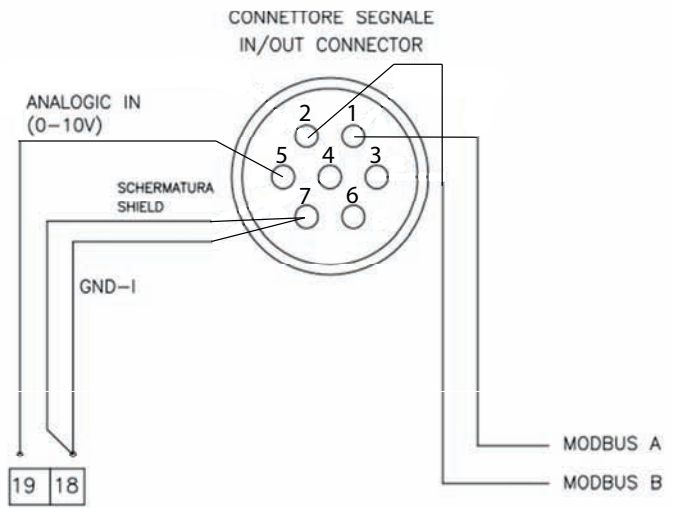 CONNETTORE SEGNALE
IN/OUT CONNECTOR
ANALOGIC IN
(0-10V)
2 1
5 4 3
SCHERMATURA
SHIELD
7 6
GND-I
MODBUS A
19 18
MODBUS B